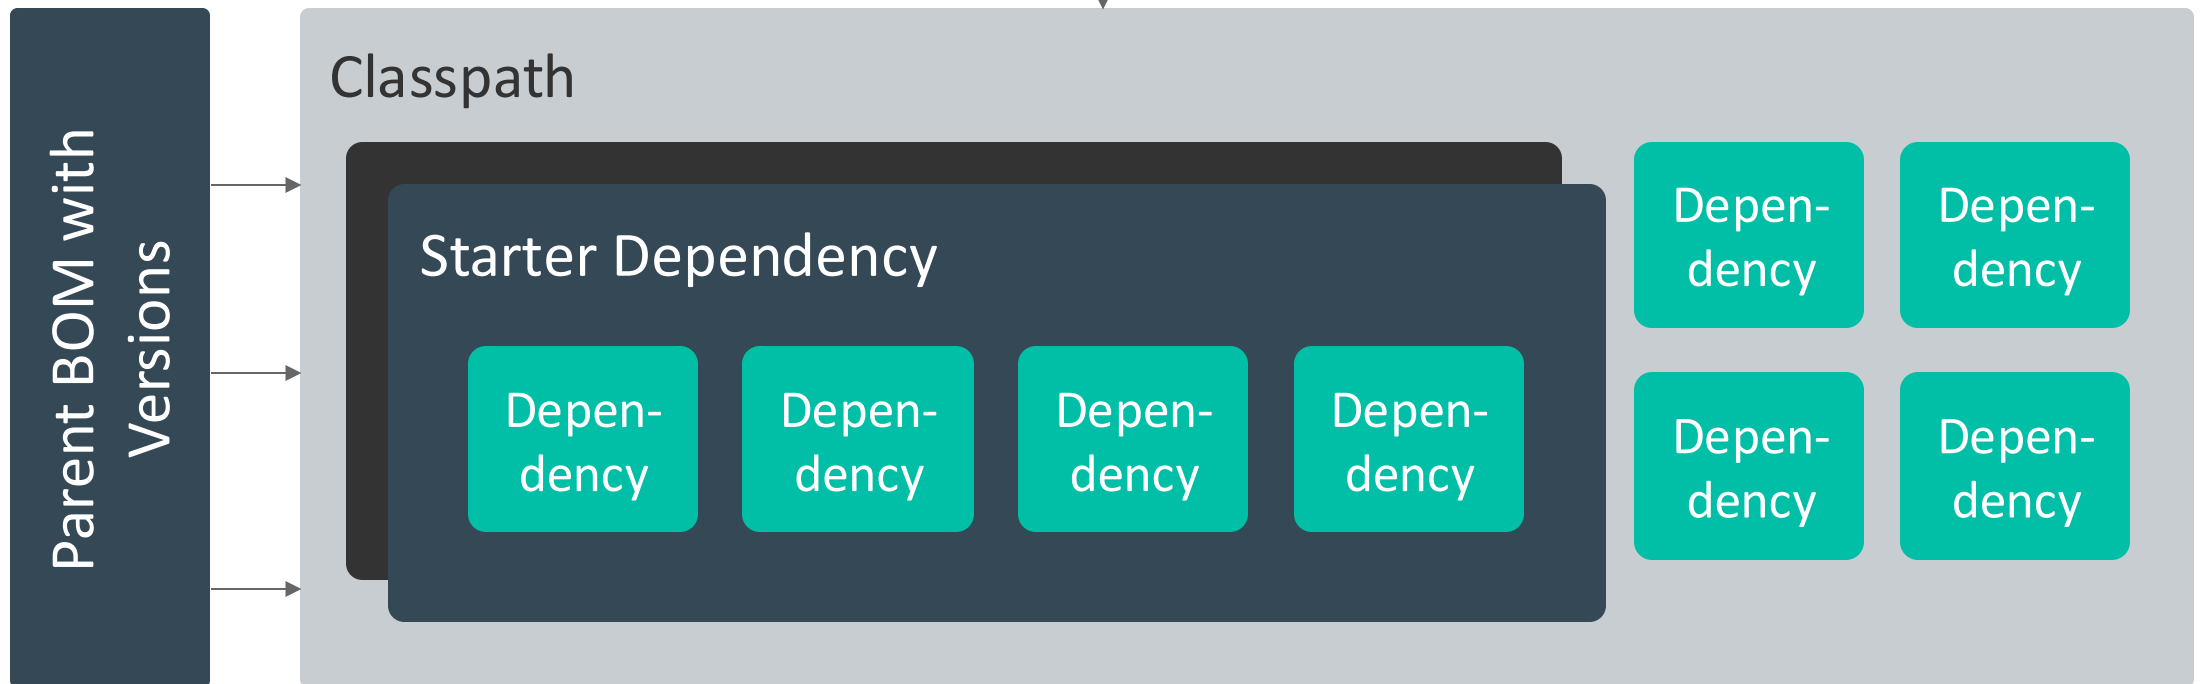 Parent BOM with
Versions
Classpath
Starter Dependency
Depen-
dency
Depen-
dency
Depen-
dency
Depen-
dency
Depen-
dency
Depen-
dency
Depen-
dency
Depen-
dency